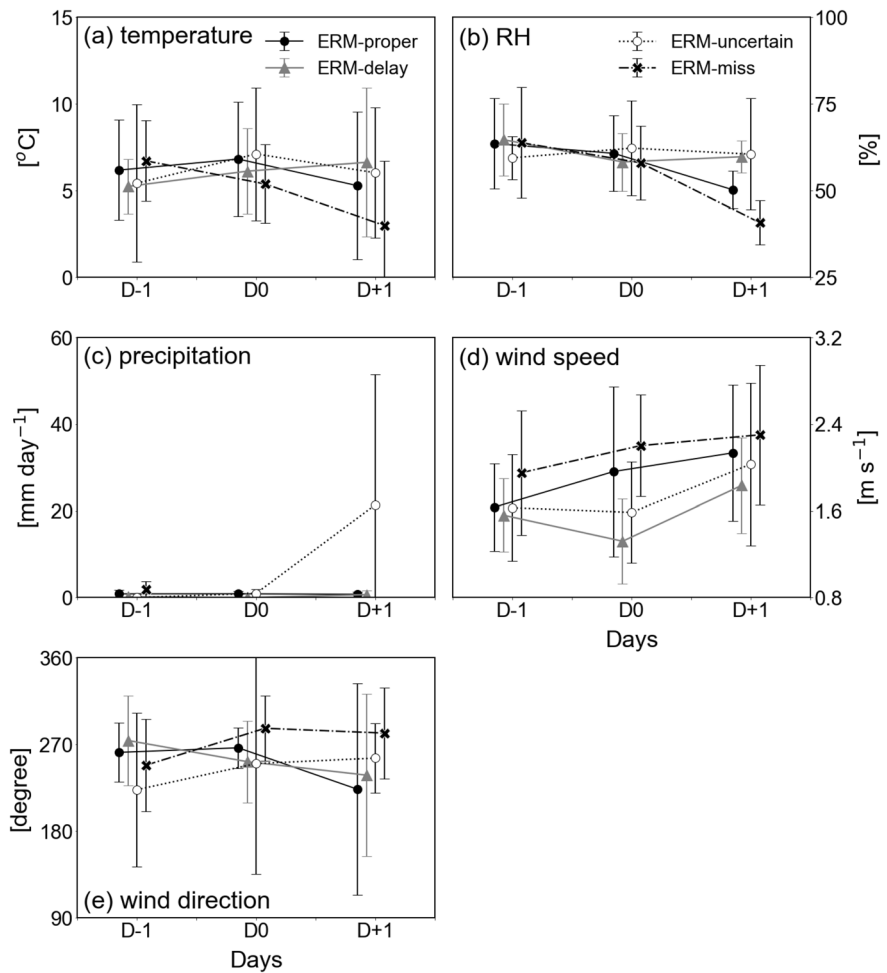 (a) temperature
ERM-proper
ERM-delay
15
10
5
0
[°C]
D-1 D0 D+1
(b) RH
ERM-uncertain
ERM-miss
100
75
50
25
[%]
D-1 D0 D+1
(c) precipitation
60
40
20
0
[mm day−1]
D-1 D0 D+1
(d) wind speed
3.2
2.4
1.6
0.8
[m s−1]
D-1 D0 D+1
Days
360
270
180
90
[degree]
(e) wind direction
D-1 D0 D+1
Days